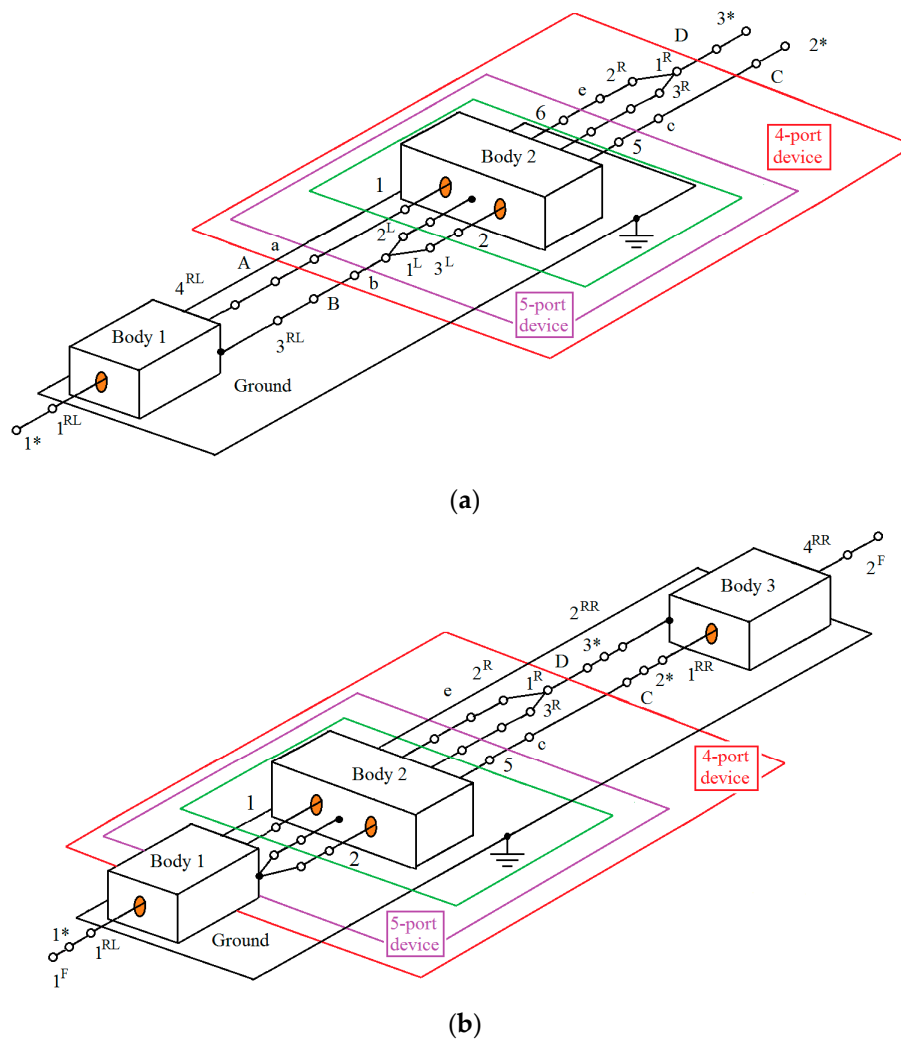 3*
D
2*
1ᴿ
2ᴿ
C
e
3ᴿ
6
c
4-port
device
5
Body 2
1
a
2ᴸ
2
A
1ᴸ
3ᴸ
b
4ᴿᴸ
B
5-port
device
Body 1
3ᴿᴸ
Ground
1ᴿᴸ
1*
(a)
4ᴿᴿ
Body 3
2ᶠ
2ᴿᴿ
3*
D
2ᴿ
1ᴿ
2*
1ᴿᴿ
e
C
3ᴿ
c
5
4-port
device
Body 2
1
2
Body 1
5-port
device
1*
1ᴿᴸ
Ground
1ᶠ
(b)